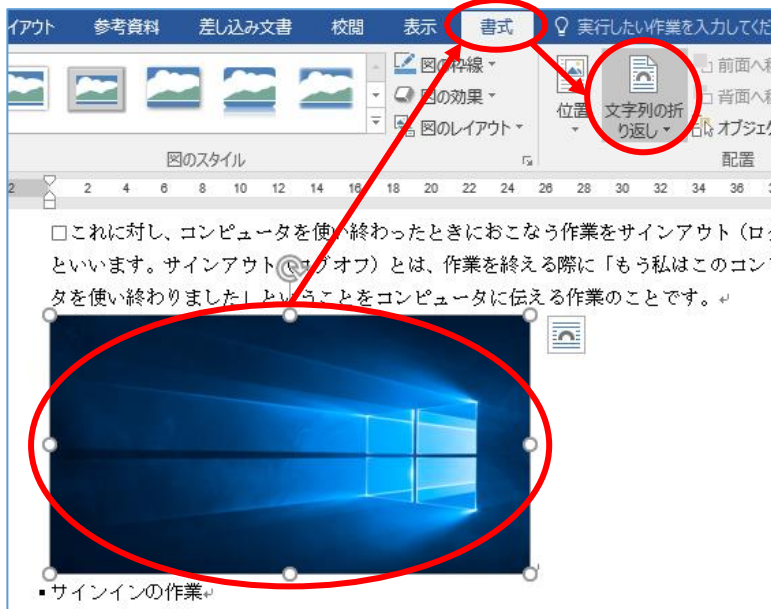 イアウト 参考資料 差し込み文書 校閲 表示 書式 実行したい作業を入力してくだ
図の枠線
図の効果
図のレイアウト
位置
文字列の折
り返し
前面へ移
背面へ移
オブジェク
図のスタイル
配置
2 2 4 6 8 10 12 14 16 18 20 22 24 26 28 30 32 34 36
□これに対し、コンピュータを使い終わったときにおこなう作業をサインアウト（ログ
といいます。サインアウト（ログオフ）とは、作業を終える際に「もう私はこのコンピ
タを使い終わりました」ということをコンピュータに伝える作業のことです。
▪サインインの作業